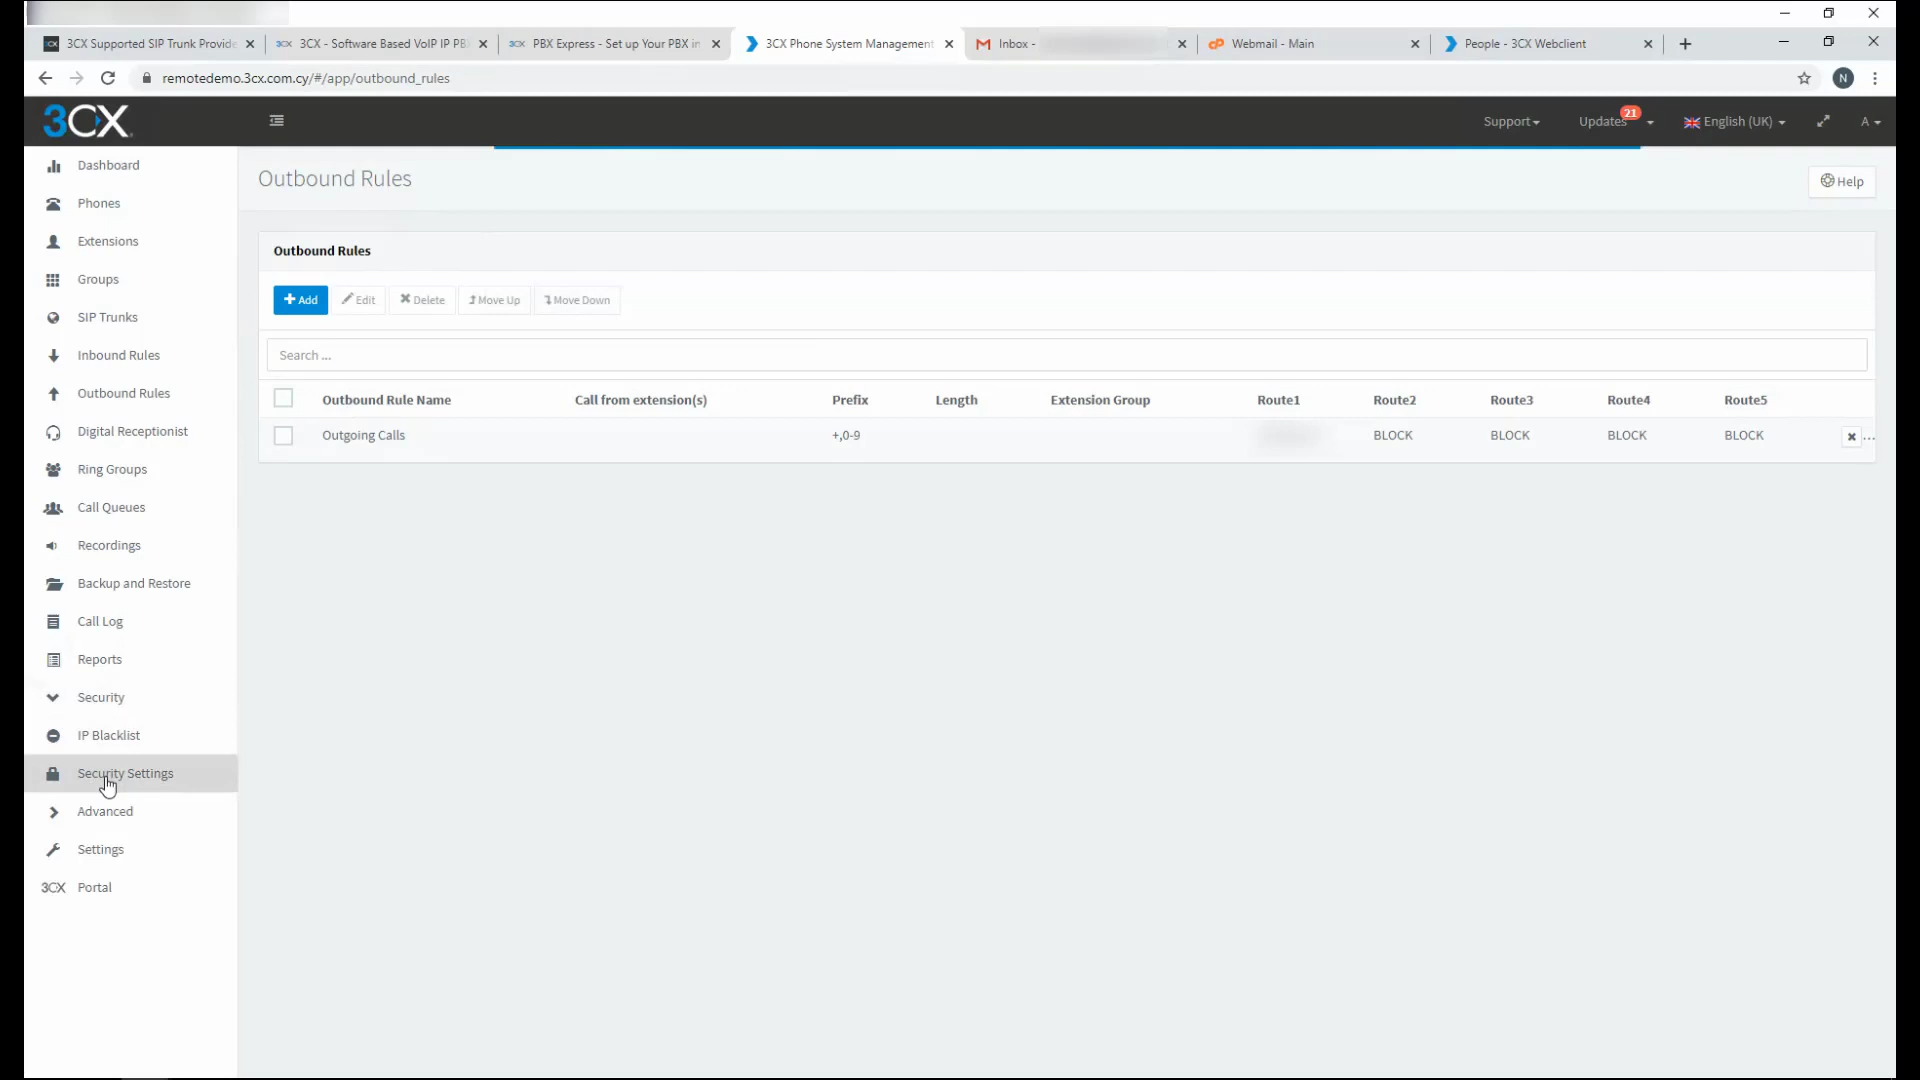 3CX Supported SIP Trunk Provide
3CX - Software Based VoIP IP PB
PBX Express - Set up Your PBX in
3CX Phone System Management
Inbox -
Webmail - Main
People - 3CX Webclient
remotedemo.3cx.com.cy/#/app/outbound_rules
N
3CX
Support
Updates 21
English (UK)
A
Dashboard
Phones
Extensions
Groups
SIP Trunks
Inbound Rules
Outbound Rules
Digital Receptionist
Ring Groups
Call Queues
Recordings
Backup and Restore
Call Log
Reports
Security
IP Blacklist
Security Settings
Advanced
Settings
3CX Portal
Outbound Rules
Help
Outbound Rules
Add Edit Delete Move Up Move Down
Search ...
Outbound Rule Name Call from extension(s) Prefix Length Extension Group Route1 Route2 Route3 Route4 Route5
Outgoing Calls +,0-9 BLOCK BLOCK BLOCK BLOCK ...